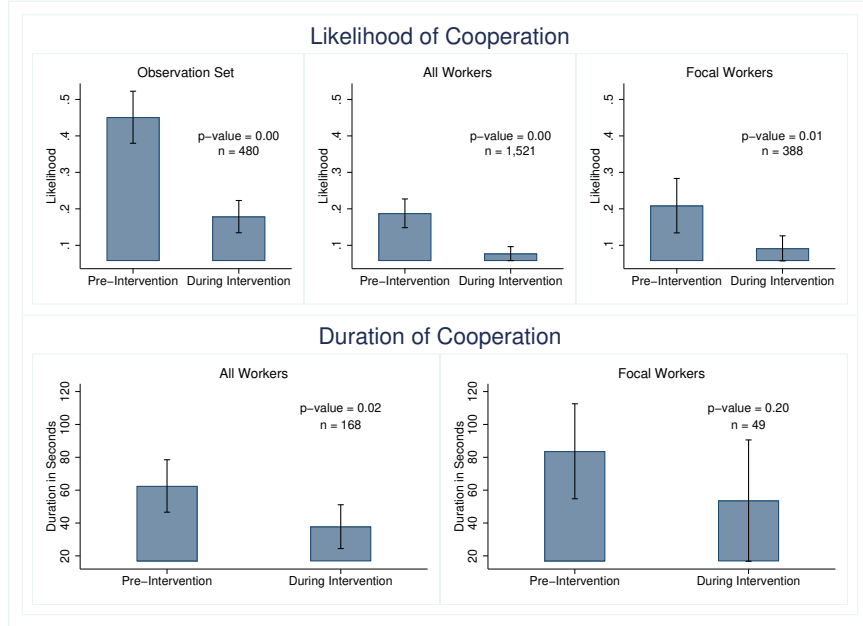 Likelihood of Cooperation
Observation Set
Likelihood
.5
.4
.3
.2
.1
p−value = 0.00
n = 480
Pre−Intervention During Intervention
All Workers
Likelihood
.5
.4
.3
.2
.1
p−value = 0.00
n = 1,521
Pre−Intervention During Intervention
Focal Workers
Likelihood
.5
.4
.3
.2
.1
p−value = 0.01
n = 388
Pre−Intervention During Intervention
Duration of Cooperation
All Workers
Duration in Seconds
120
100
80
60
40
20
p−value = 0.02
n = 168
Pre−Intervention During Intervention
Focal Workers
Duration in Seconds
120
100
80
60
40
20
p−value = 0.20
n = 49
Pre−Intervention During Intervention